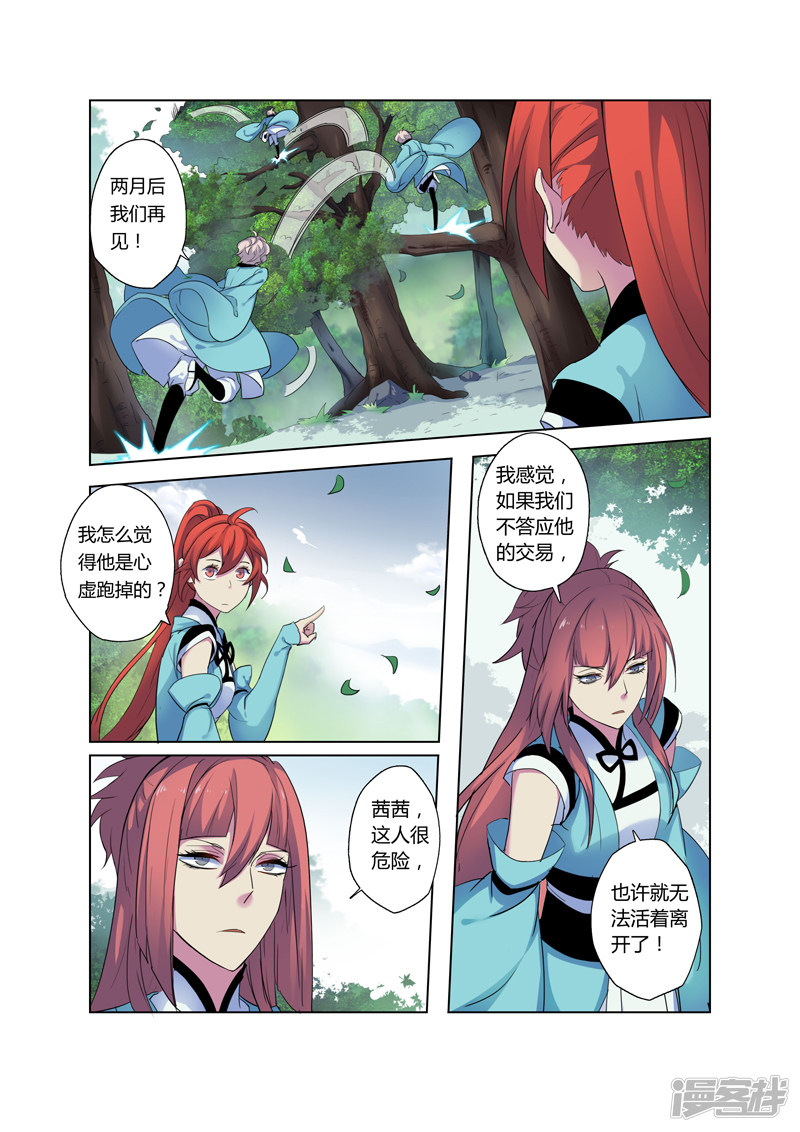 两月后
我们再
见！
我怎么觉
得他是心
虚跑掉的？
茜茜，
这人很
危险，
我感觉，
如果我们
不答应他
的交易，
也许就无
法活着离
开了！
漫客栈